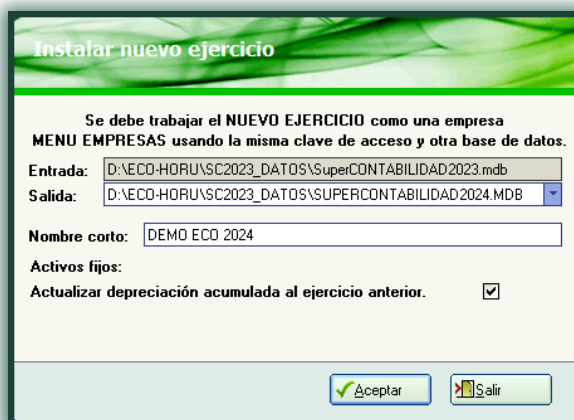 Instalar nuevo ejercicio
Se debe trabajar el NUEVO EJERCICIO como una empresa
MENU EMPRESAS usando la misma clave de acceso y otra base de datos.
Entrada: D:\ECO-HORU\SC2023_DATOS\SuperCONTABILIDAD2023.mdb
Salida: D:\ECO-HORU\SC2023_DATOS\SUPERCONTABILIDAD2024.MDB
Nombre corto: DEMO ECO 2024
Activos fijos:
Actualizar depreciación acumulada al ejercicio anterior.
Aceptar Salir